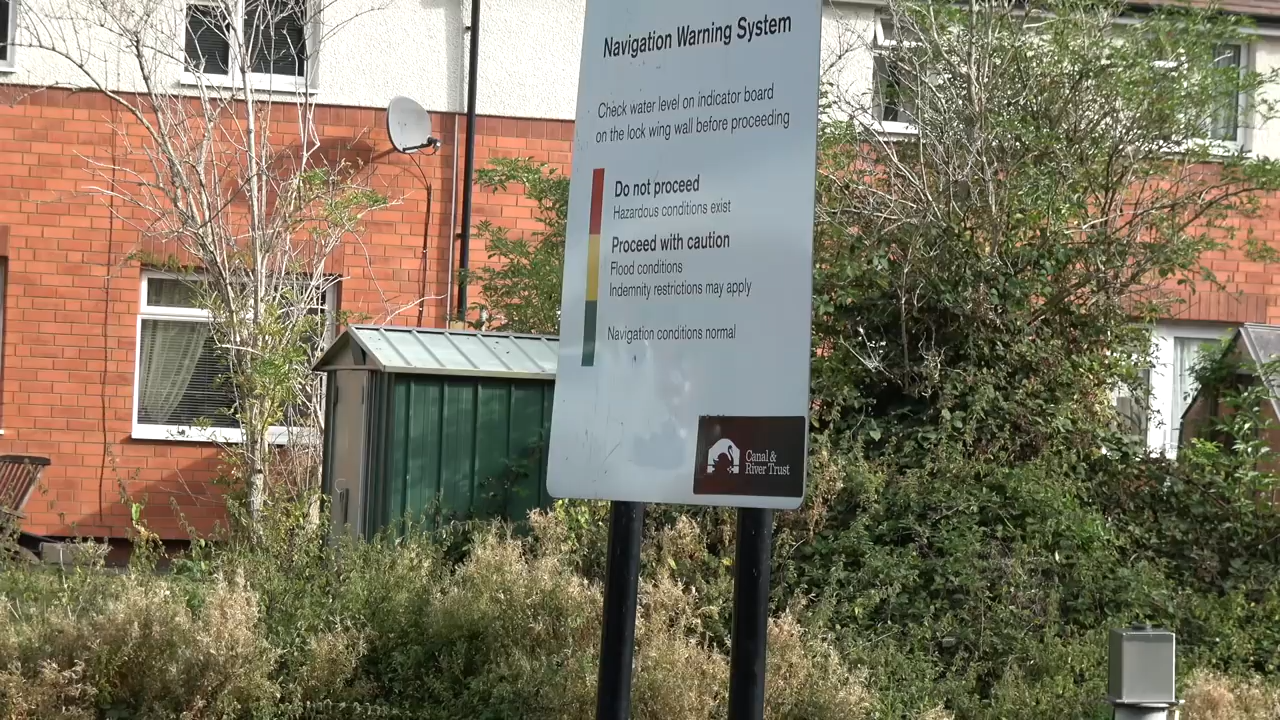 Navigation Warning System
Check water level on indicator board
on the lock wing wall before proceeding
Do not proceed
Hazardous conditions exist
Proceed with caution
Flood conditions
Indemnity restrictions may apply
Navigation conditions normal
Canal &
River Trust